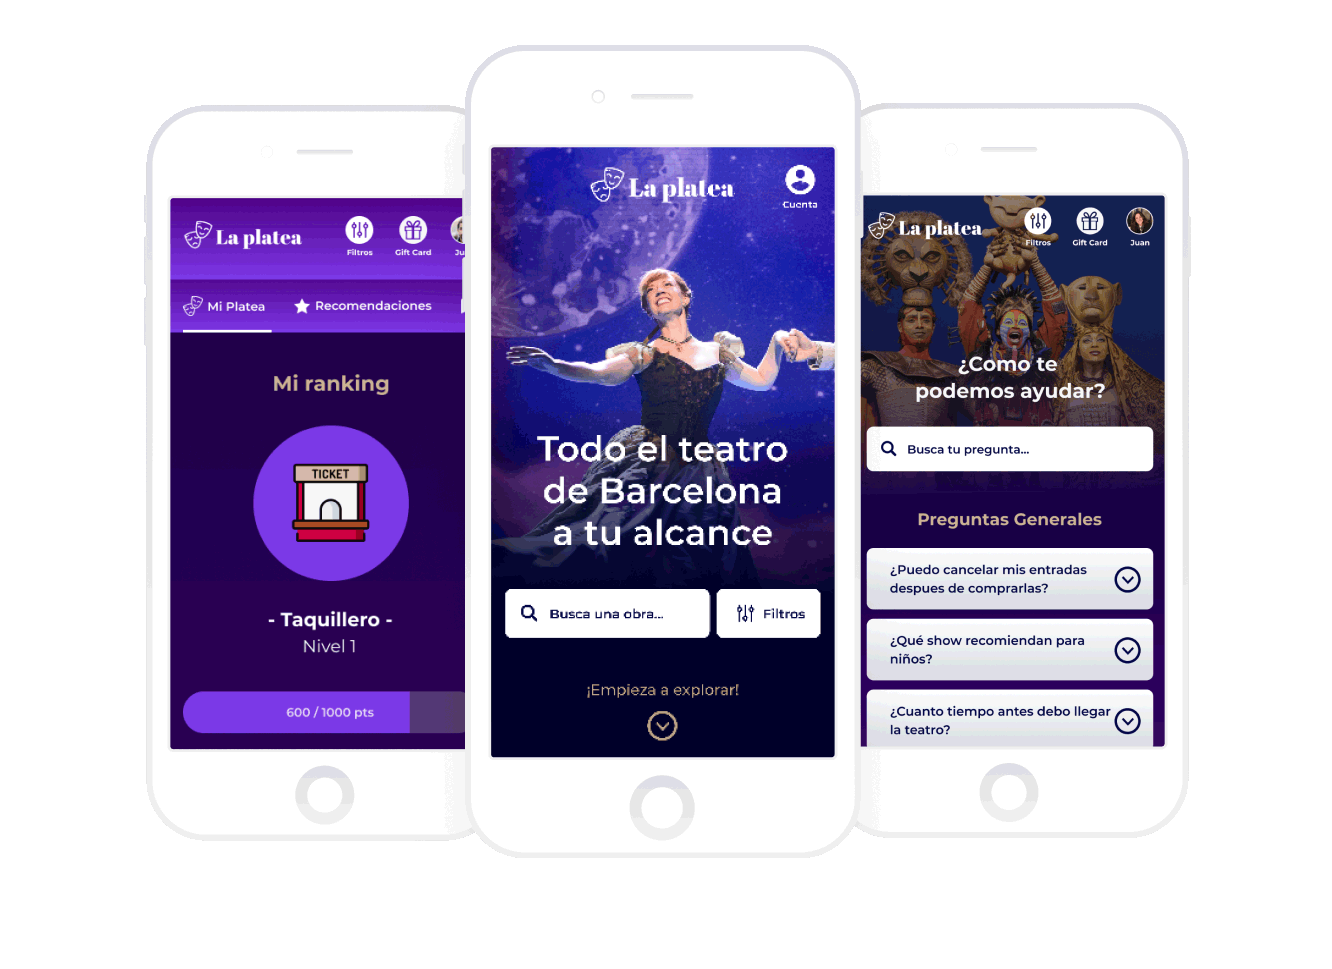 La platea
Filtros
Gift Card
Mi Platea
Recomendaciones
Mi ranking
TICKET
- Taquillero -
Nivel 1
600 / 1000 pts
La platea
Cuenta
Todo el teatro
de Barcelona
a tu alcance
Busca una obra...
Filtros
¡Empieza a explorar!
La platea
Filtros
Gift Card
Juan
¿Como te
podemos ayudar?
Busca tu pregunta...
Preguntas Generales
¿Puedo cancelar mis entradas
despues de comprarlas?
¿Qué show recomiendan para
niños?
¿Cuanto tiempo antes debo llegar
la teatro?